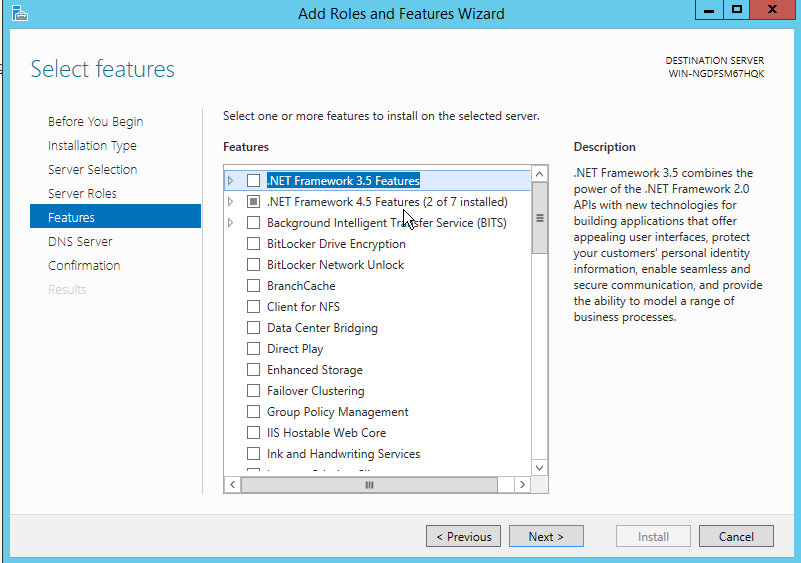 Add Roles and Features Wizard
Select features
DESTINATION SERVER
WIN-NGDFSM67HQK
Before You Begin
Installation Type
Server Selection
Server Roles
Features
DNS Server
Confirmation
Results
Select one or more features to install on the selected server.
Features
.NET Framework 3.5 Features
.NET Framework 4.5 Features (2 of 7 installed)
Background Intelligent Transfer Service (BITS)
BitLocker Drive Encryption
BitLocker Network Unlock
BranchCache
Client for NFS
Data Center Bridging
Direct Play
Enhanced Storage
Failover Clustering
Group Policy Management
IIS Hostable Web Core
Ink and Handwriting Services
Description
.NET Framework 3.5 combines the
power of the .NET Framework 2.0
APIs with new technologies for
building applications that offer
appealing user interfaces, protect
your customers' personal identity
information, enable seamless and
secure communication, and provide
the ability to model a range of
business processes.
< Previous
Next >
Install
Cancel